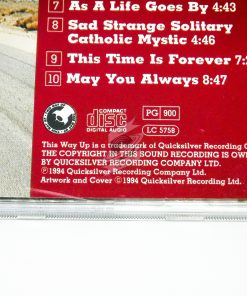 7 As A Life Goes By 4:43
8 Sad Strange Solitary
Catholic Mystic 4:46
9 This Time Is Forever 7:
10 May You Always 8:47
COMPACT
disc
DIGITAL AUDIO
PG 900
LC 5758
This Way Up is a trademark of Quicksilver Recording
THE COPYRIGHT IN THIS SOUND RECORDING IS OWNE
BY QUICKSILVER RECORDING COMPANY LTD.
Ⓟ1994 Quicksilver Recording Company Ltd.
Artwork and Cover ©1994 Quicksilver Recording Ltd